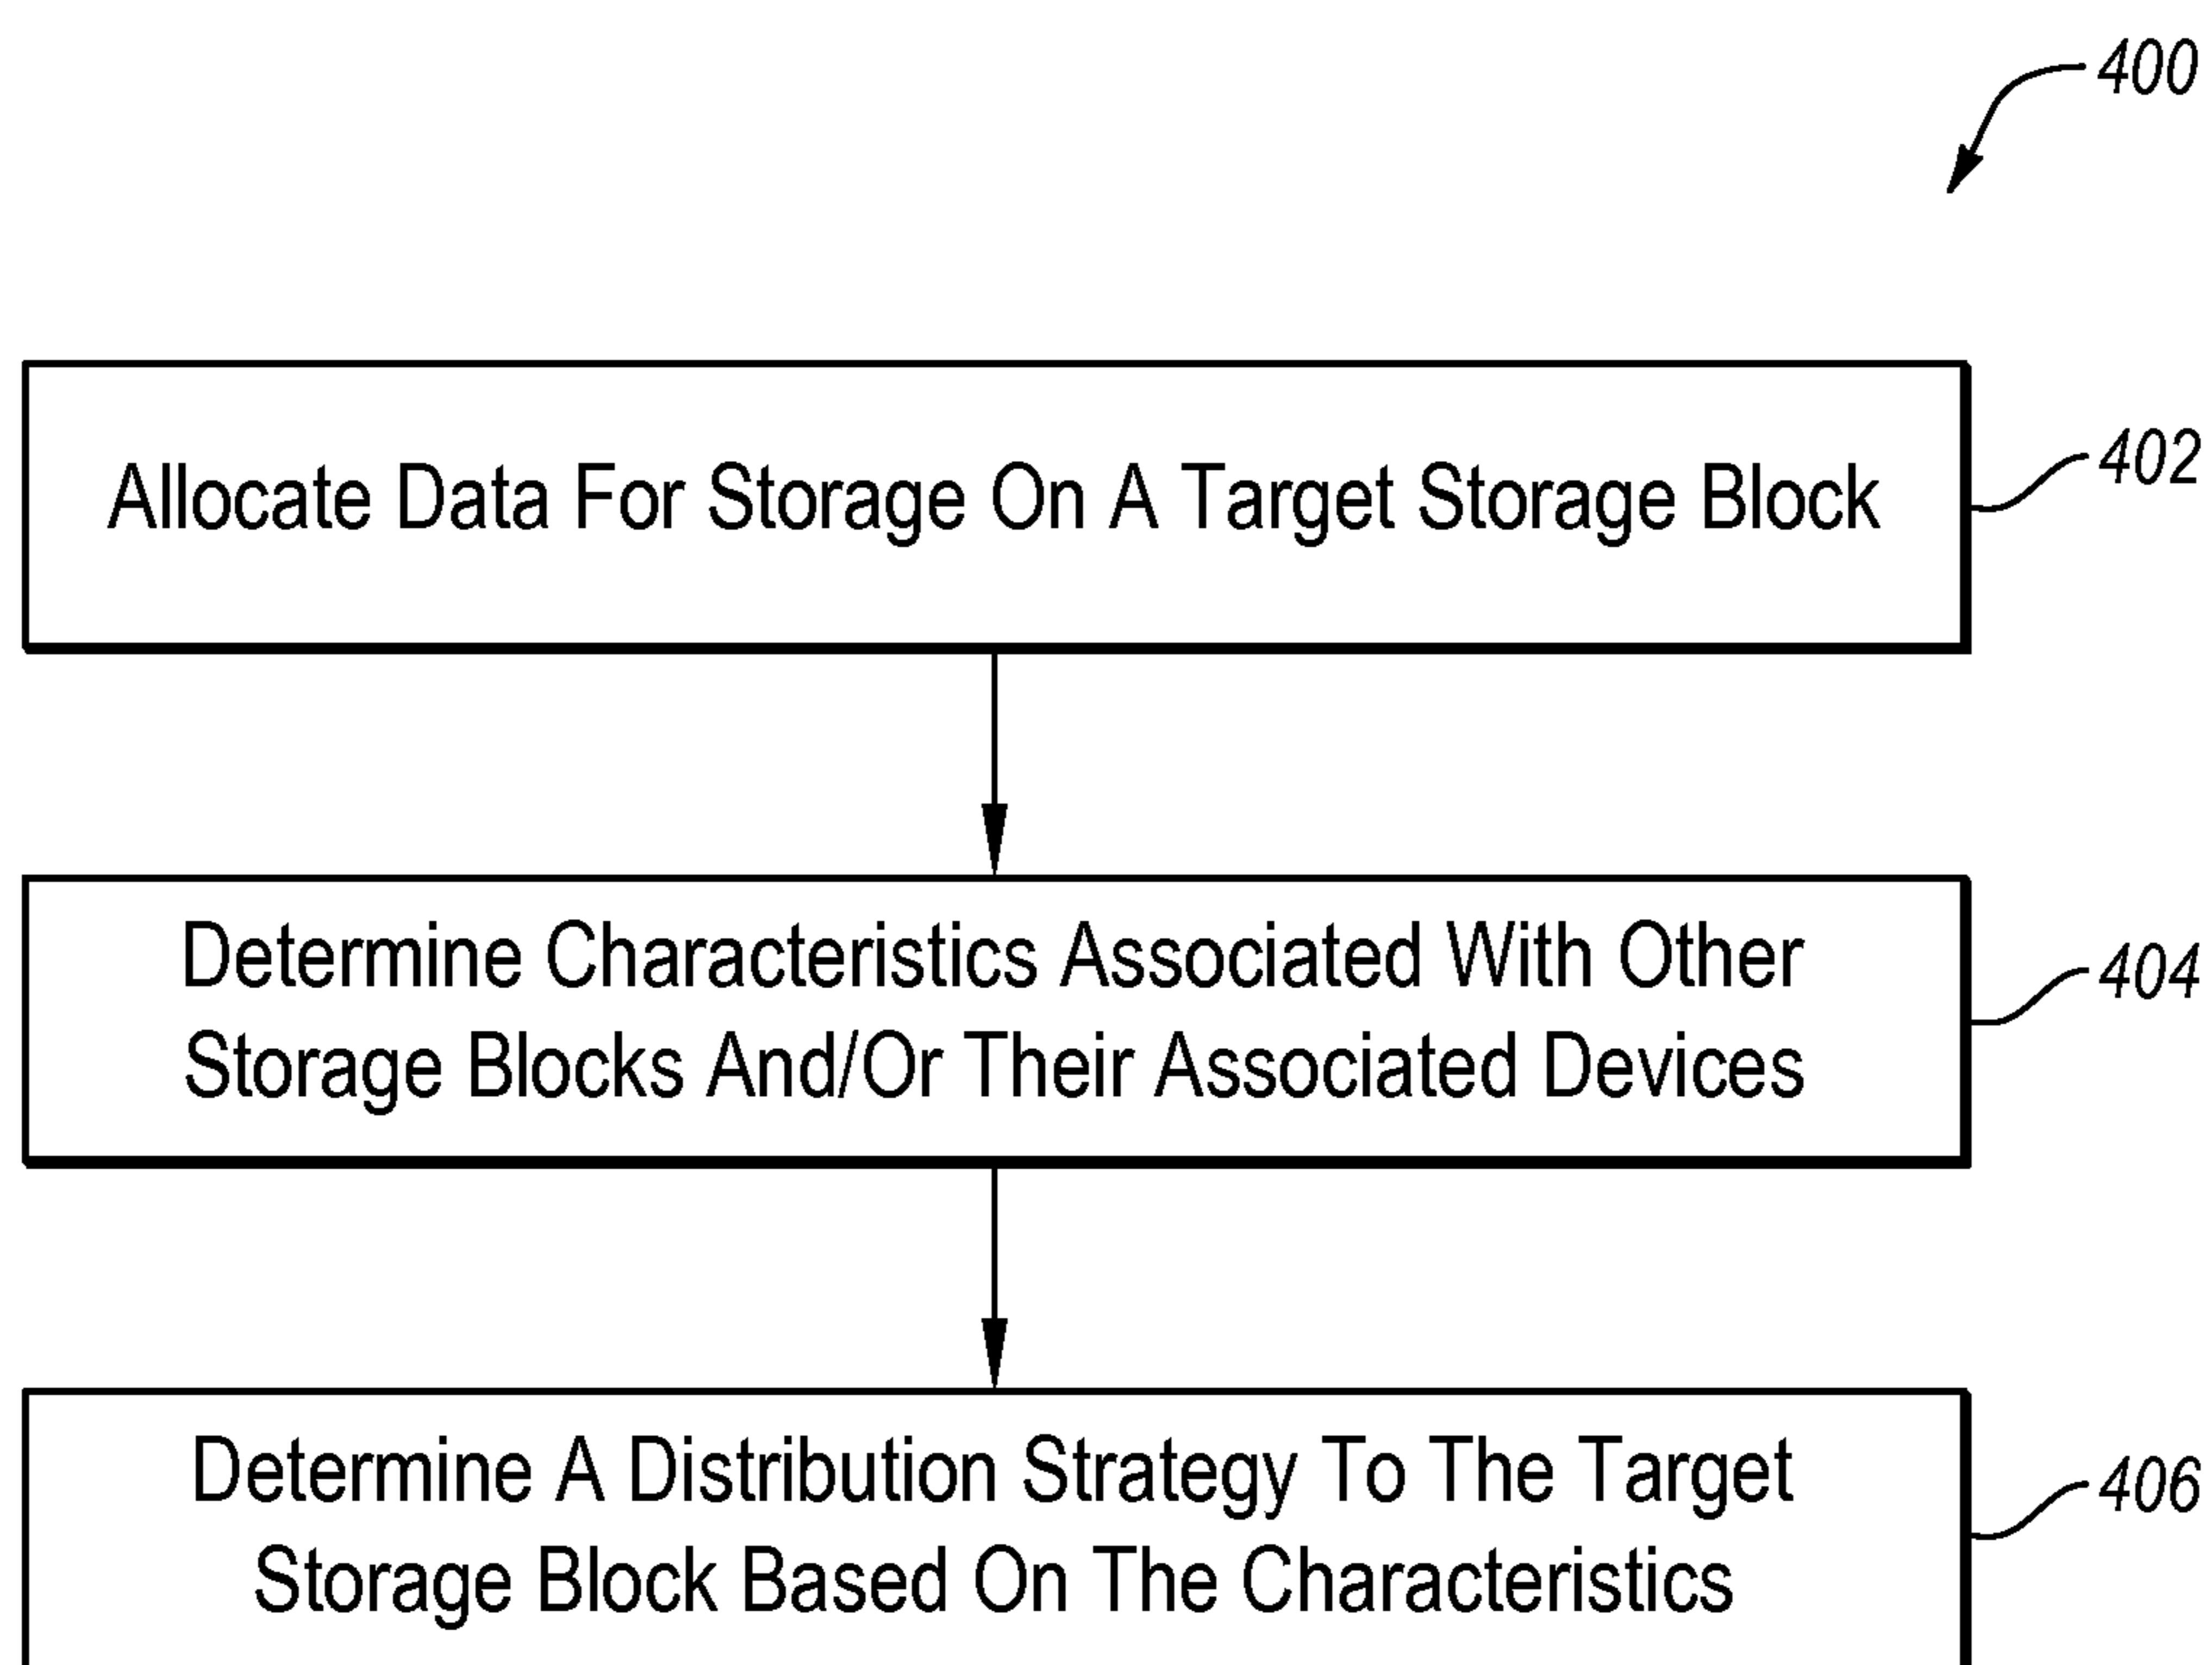 400
Allocate Data For Storage On A Target Storage Block
402
Determine Characteristics Associated With Other
Storage Blocks And/Or Their Associated Devices
404
Determine A Distribution Strategy To The Target
Storage Block Based On The Characteristics
406